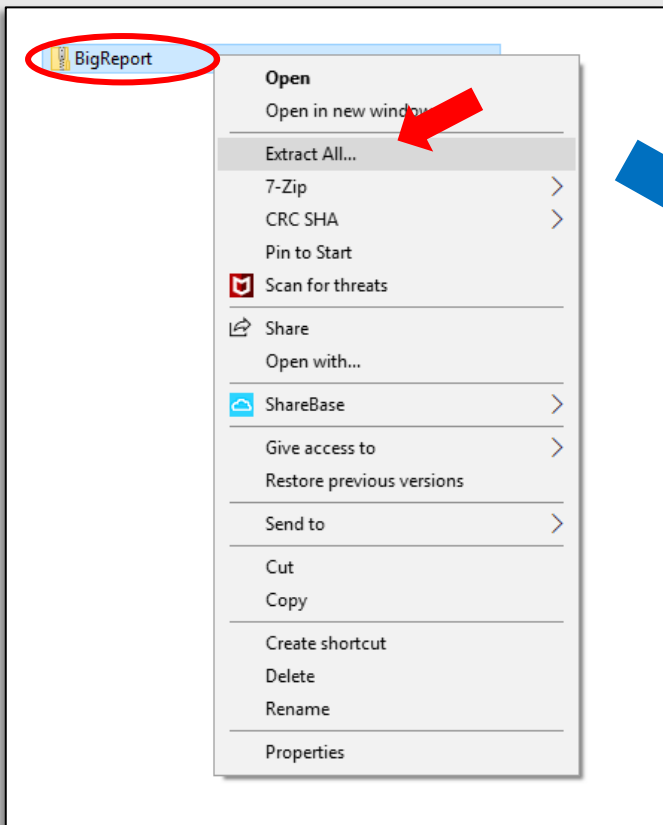 BigReport
Open
Open in new window
Extract All...
7-Zip
CRC SHA
Pin to Start
Scan for threats
Share
Open with...
ShareBase
Give access to
Restore previous versions
Send to
Cut
Copy
Create shortcut
Delete
Rename
Properties